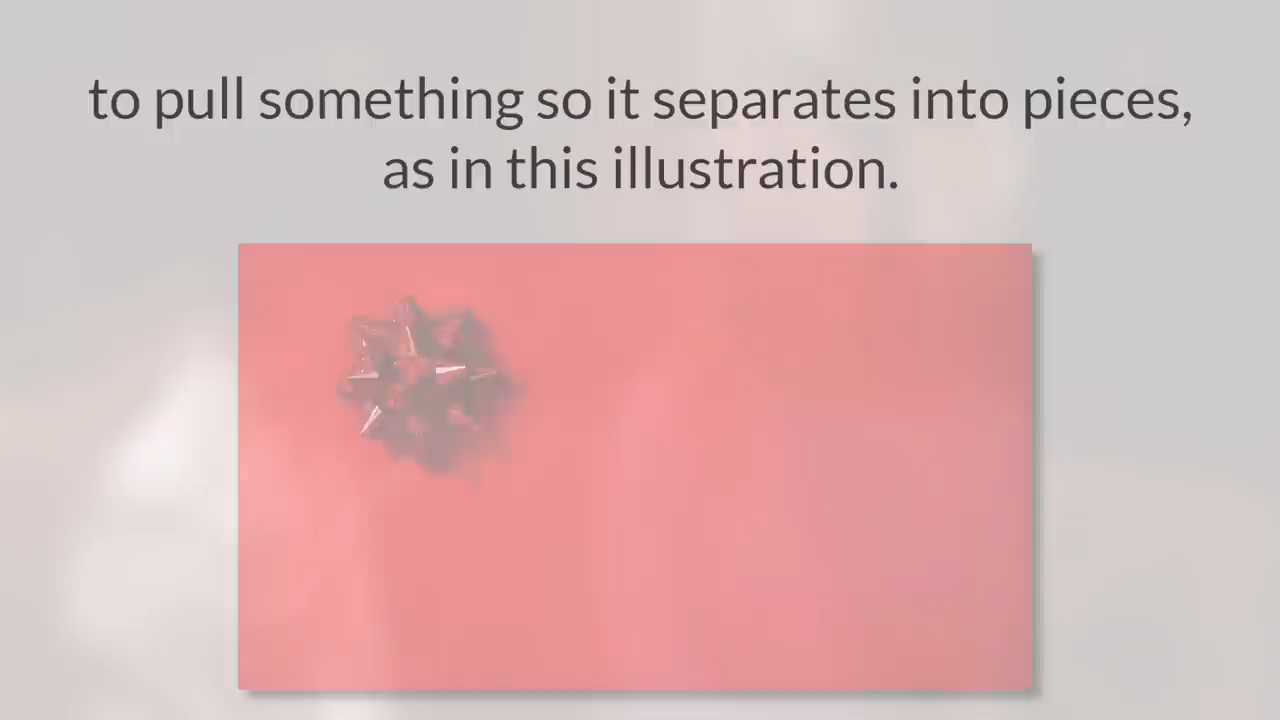 to pull something so it separates into pieces,
as in this illustration.